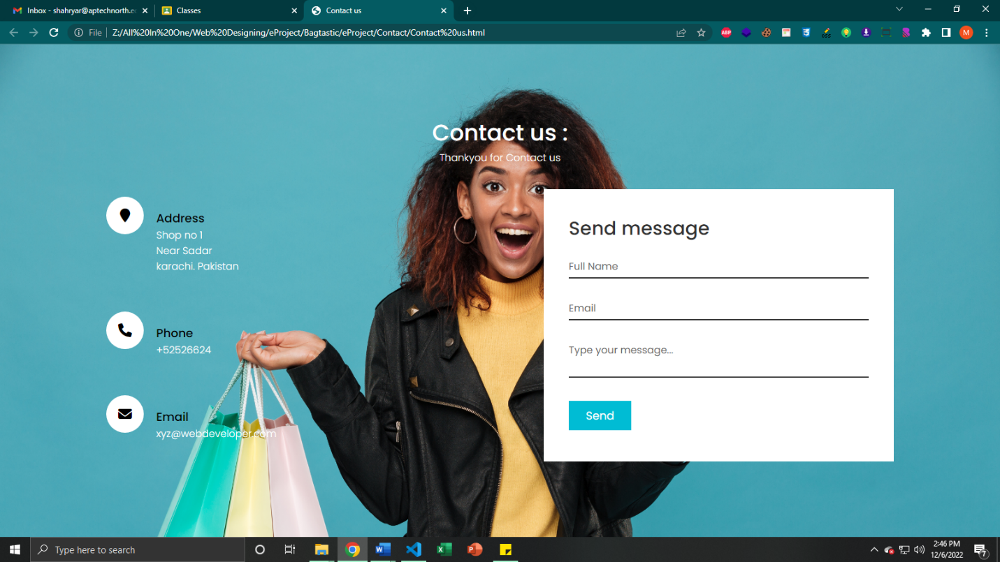 Inbox - shahryar@aptechnorth.e
Classes
Contact us
File
Z:/All%20In%20One/Web%20Designing/eProject/Bagtastic/eProject/Contact/Contact%20us.html
ABP
CSS
M
Contact us :
Thankyou for Contact us
Address
Shop no 1
Near Sadar
karachi. Pakistan
Phone
+52526624
Email
xyz@webdeveloper.com
Send message
Full Name
Email
Type your message...
Send
Type here to search
2:46 PM
12/6/2022
7